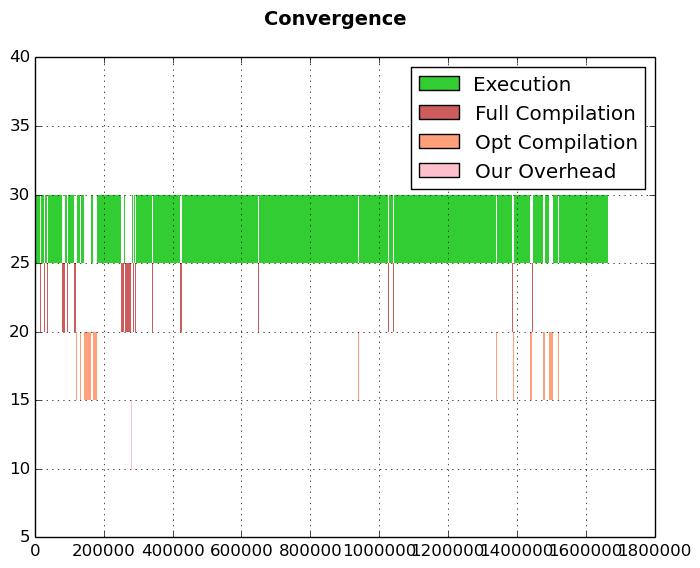 Convergence
40
35
30
25
20
15
10
5
Execution
Full Compilation
Opt Compilation
Our Overhead
0 200000 400000 600000 800000 1000000 1200000 1400000 1600000 1800000